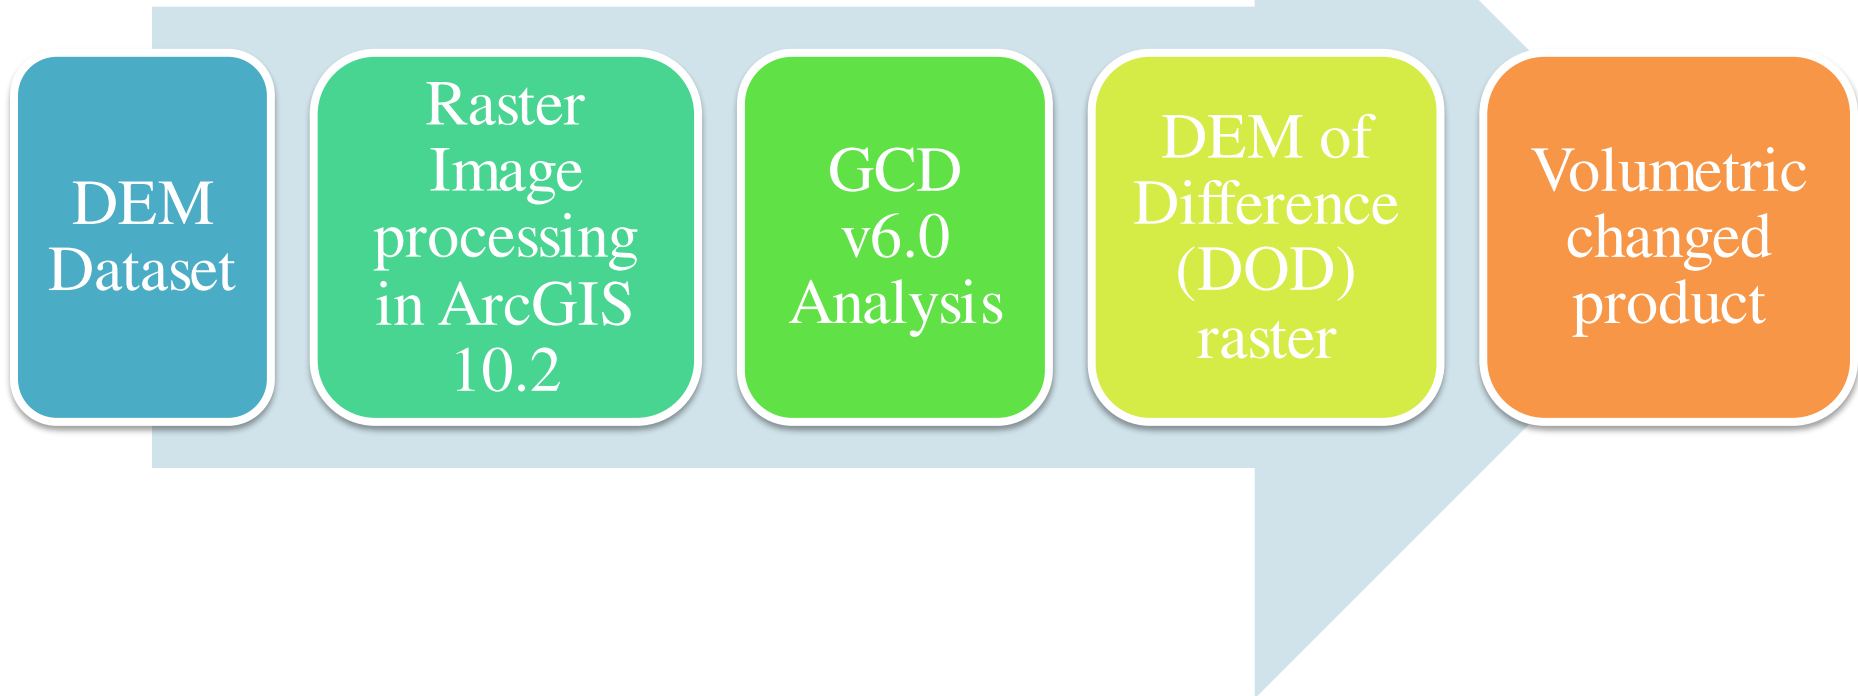 DEM
Dataset
Raster
Image
processing
in ArcGIS
10.2
GCD
v6.0
Analysis
DEM of
Difference
(DOD)
raster
Volumetric
changed
product